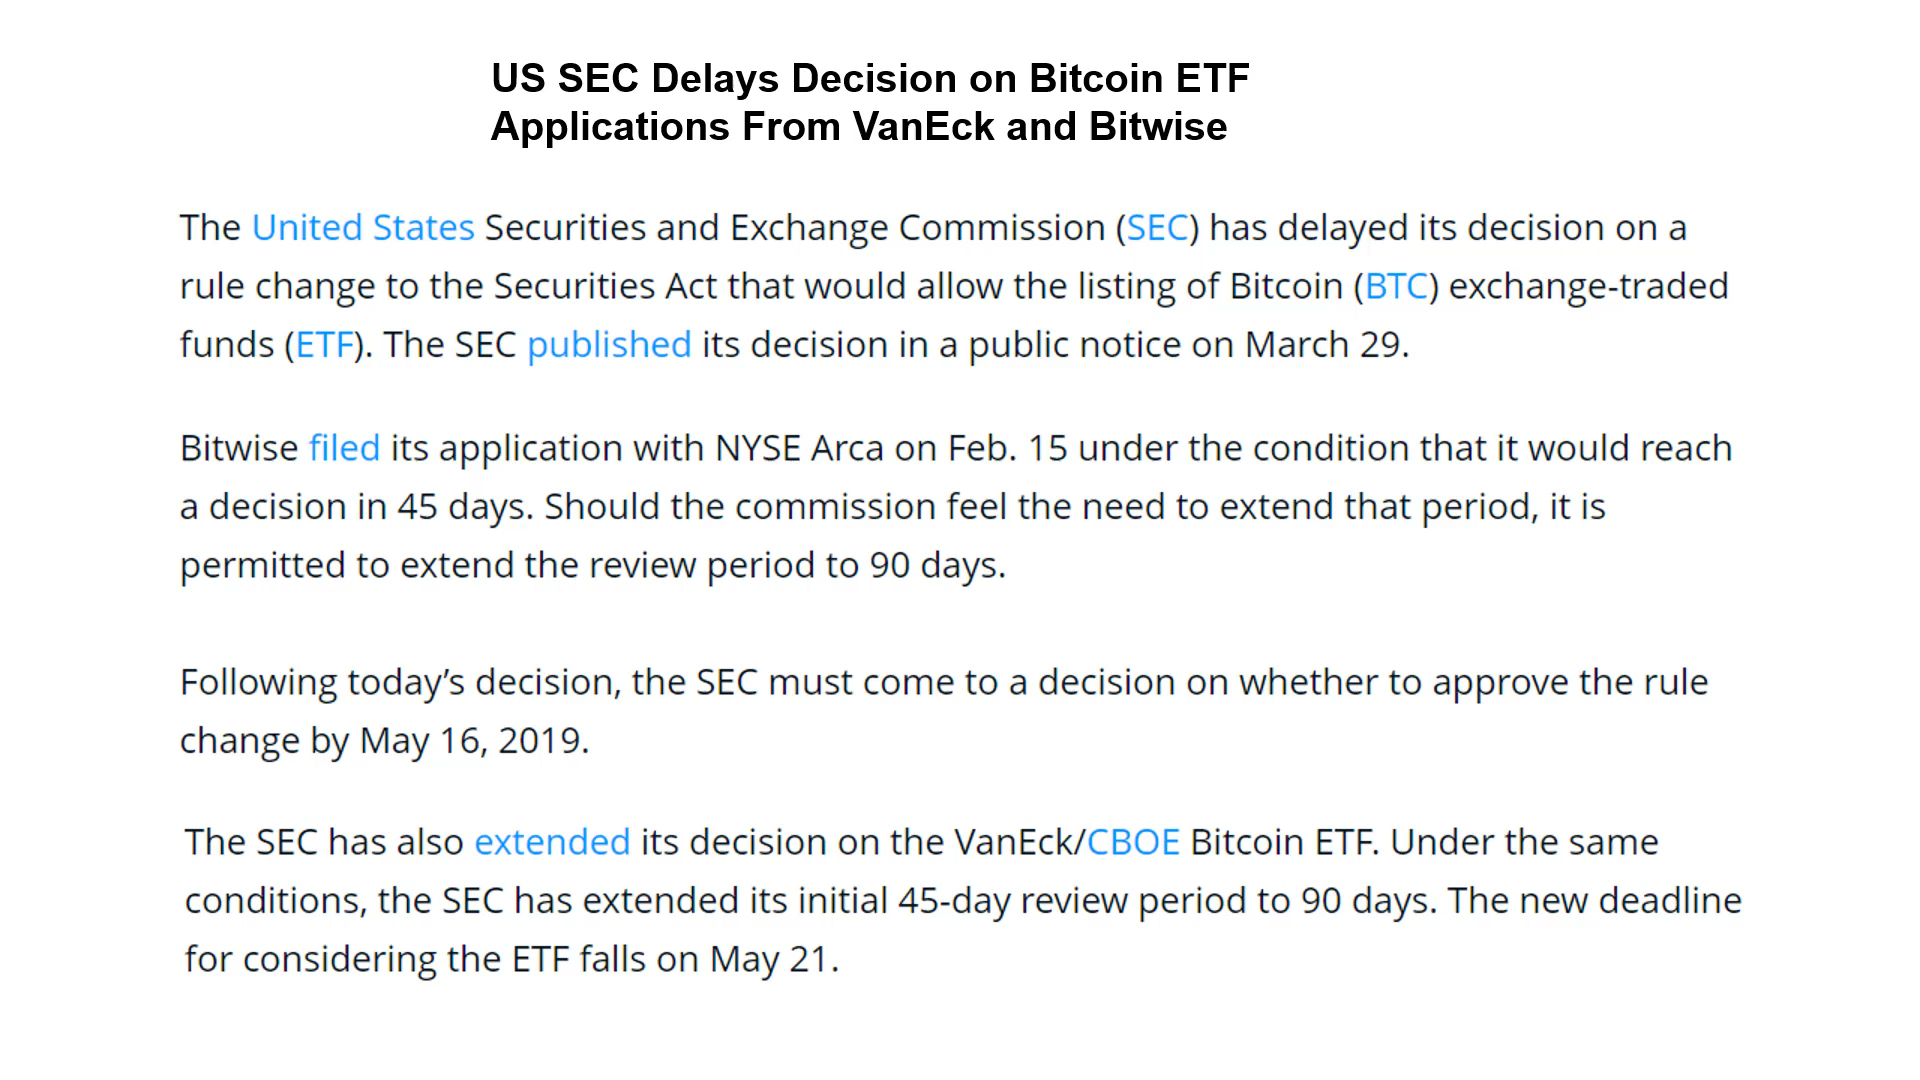 US SEC Delays Decision on Bitcoin ETF
Applications From VanEck and Bitwise
The United States Securities and Exchange Commission (SEC) has delayed its decision on a
rule change to the Securities Act that would allow the listing of Bitcoin (BTC) exchange-traded
funds (ETF). The SEC published its decision in a public notice on March 29.
Bitwise filed its application with NYSE Arca on Feb. 15 under the condition that it would reach
a decision in 45 days. Should the commission feel the need to extend that period, it is
permitted to extend the review period to 90 days.
Following today’s decision, the SEC must come to a decision on whether to approve the rule
change by May 16, 2019.
The SEC has also extended its decision on the VanEck/CBOE Bitcoin ETF. Under the same
conditions, the SEC has extended its initial 45-day review period to 90 days. The new deadline
for considering the ETF falls on May 21.